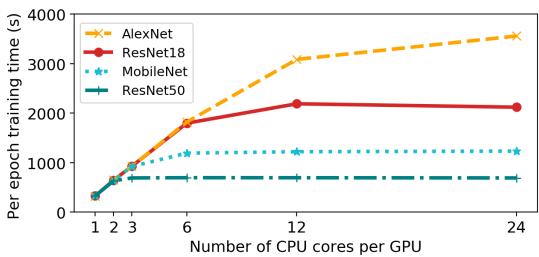 Per epoch training time (s)
4000
3000
2000
1000
0
AlexNet
ResNet18
MobileNet
ResNet50
1 2 3 6 12 24
Number of CPU cores per GPU